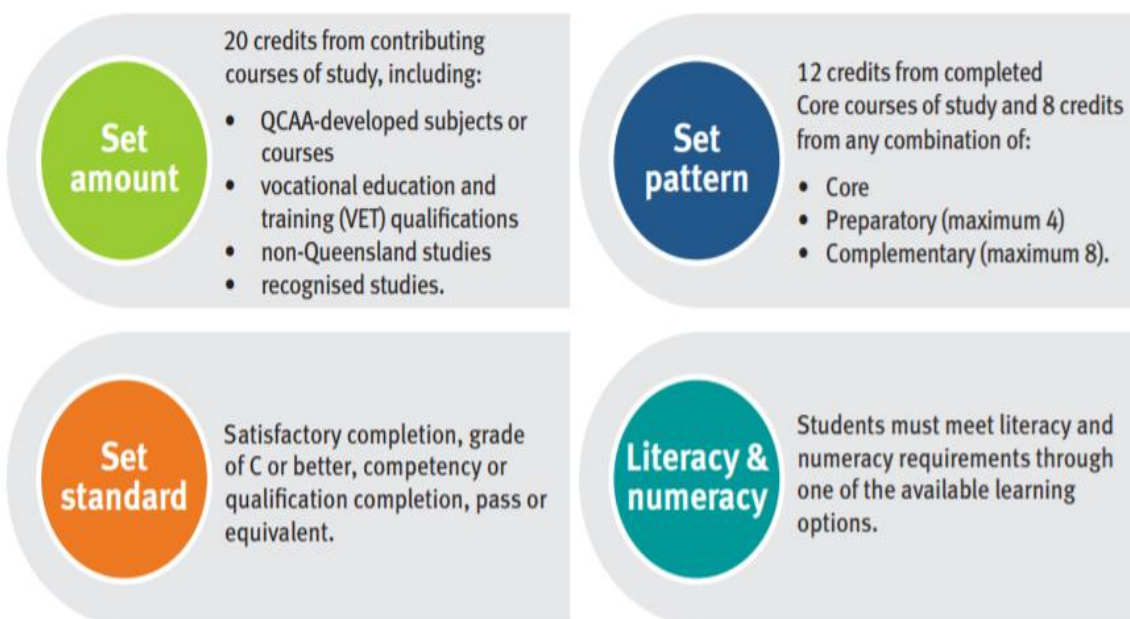 Set
amount
20 credits from contributing
courses of study, including:
• QCAA-developed subjects or
courses
• vocational education and
training (VET) qualifications
• non-Queensland studies
• recognised studies.
Set
pattern
12 credits from completed
Core courses of study and 8 credits
from any combination of:
• Core
• Preparatory (maximum 4)
• Complementary (maximum 8).
Set
standard
Satisfactory completion, grade
of C or better, competency or
qualification completion, pass or
equivalent.
Literacy &
numeracy
Students must meet literacy and
numeracy requirements through
one of the available learning
options.